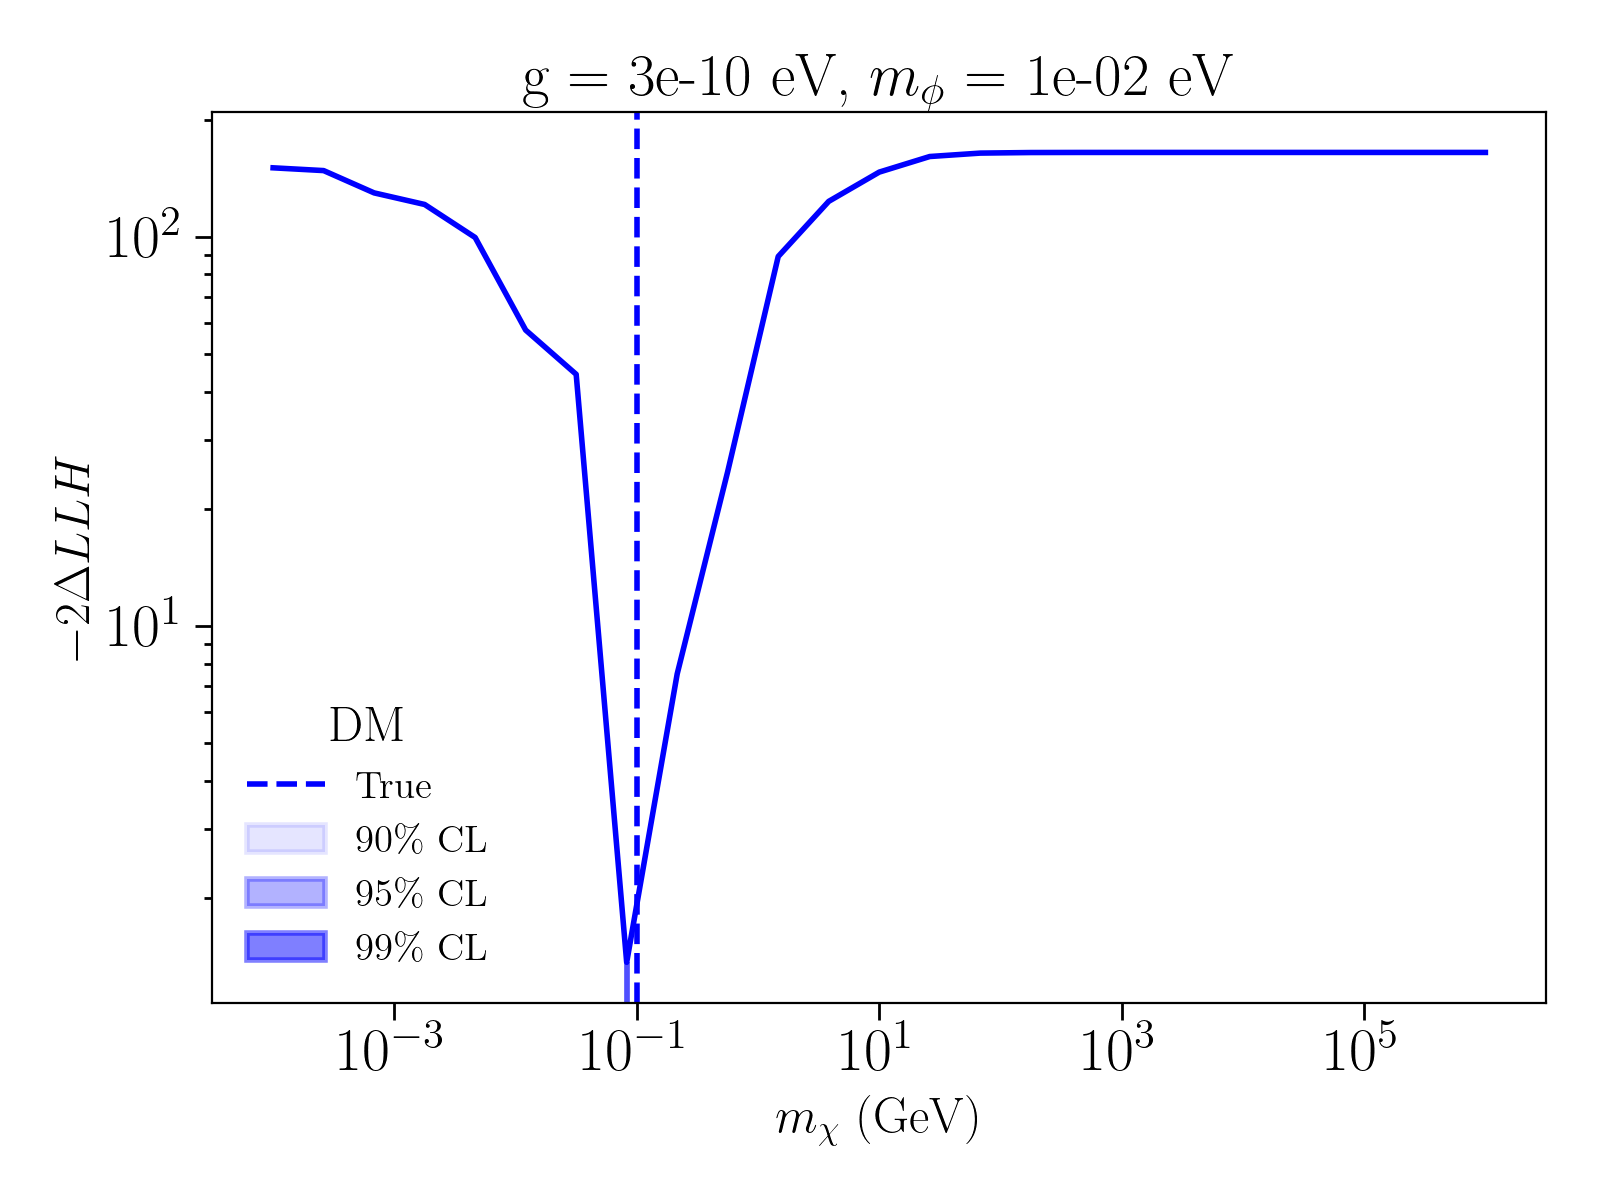 g = 3e-10 eV, $m_\phi$ = 1e-02 eV
$-2\Delta LLH$
$10^2$
$10^1$
DM
True
90% CL
95% CL
99% CL
$10^{-3}$ $10^{-1}$ $10^1$ $10^3$ $10^5$
$m_\chi$ (GeV)